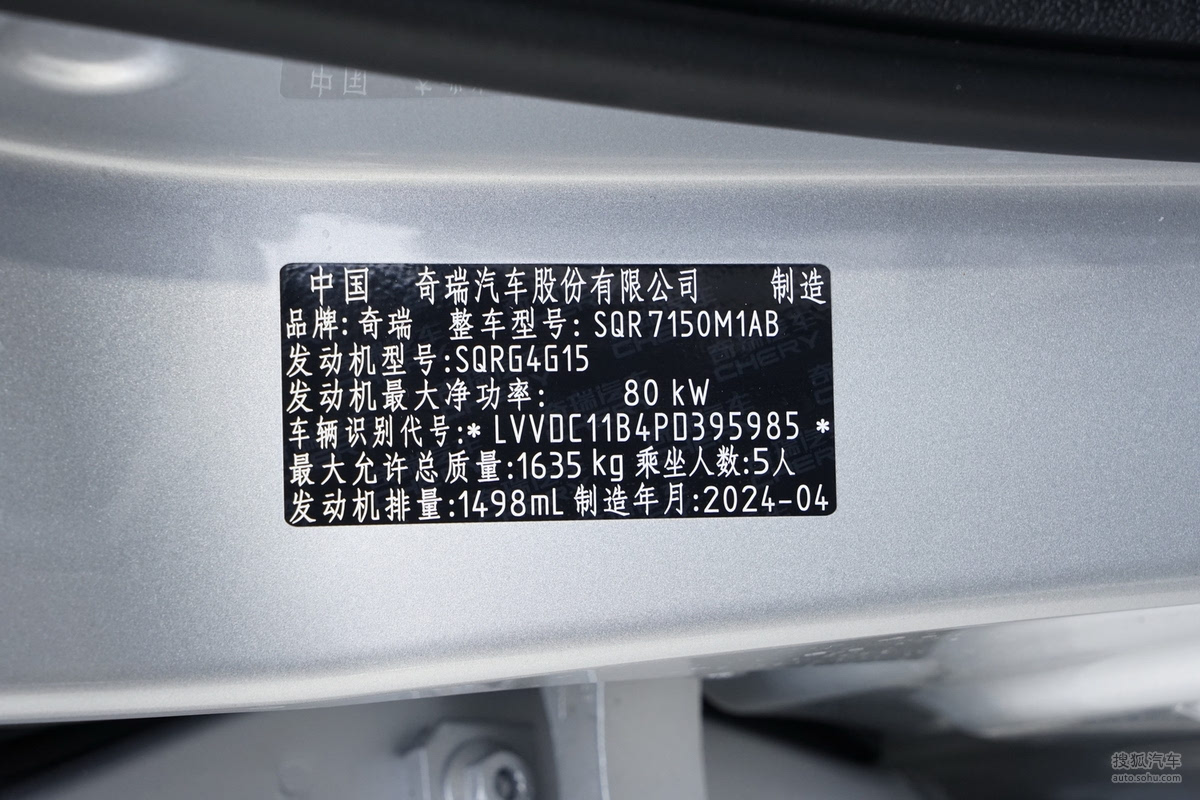 中国 奇瑞汽车股份有限公司 制造
品牌: 奇瑞 整车型号: SQR7150M1AB
发动机型号:SQRG4G15
发动机最大净功率: 80 kW
车辆识别代号:* LVVDC11B4PD395985 *
最大允许总质量:1635 kg 乘坐人数:5人
发动机排量:1498mL 制造年月:2024-04
搜狐汽车
auto.sohu.com